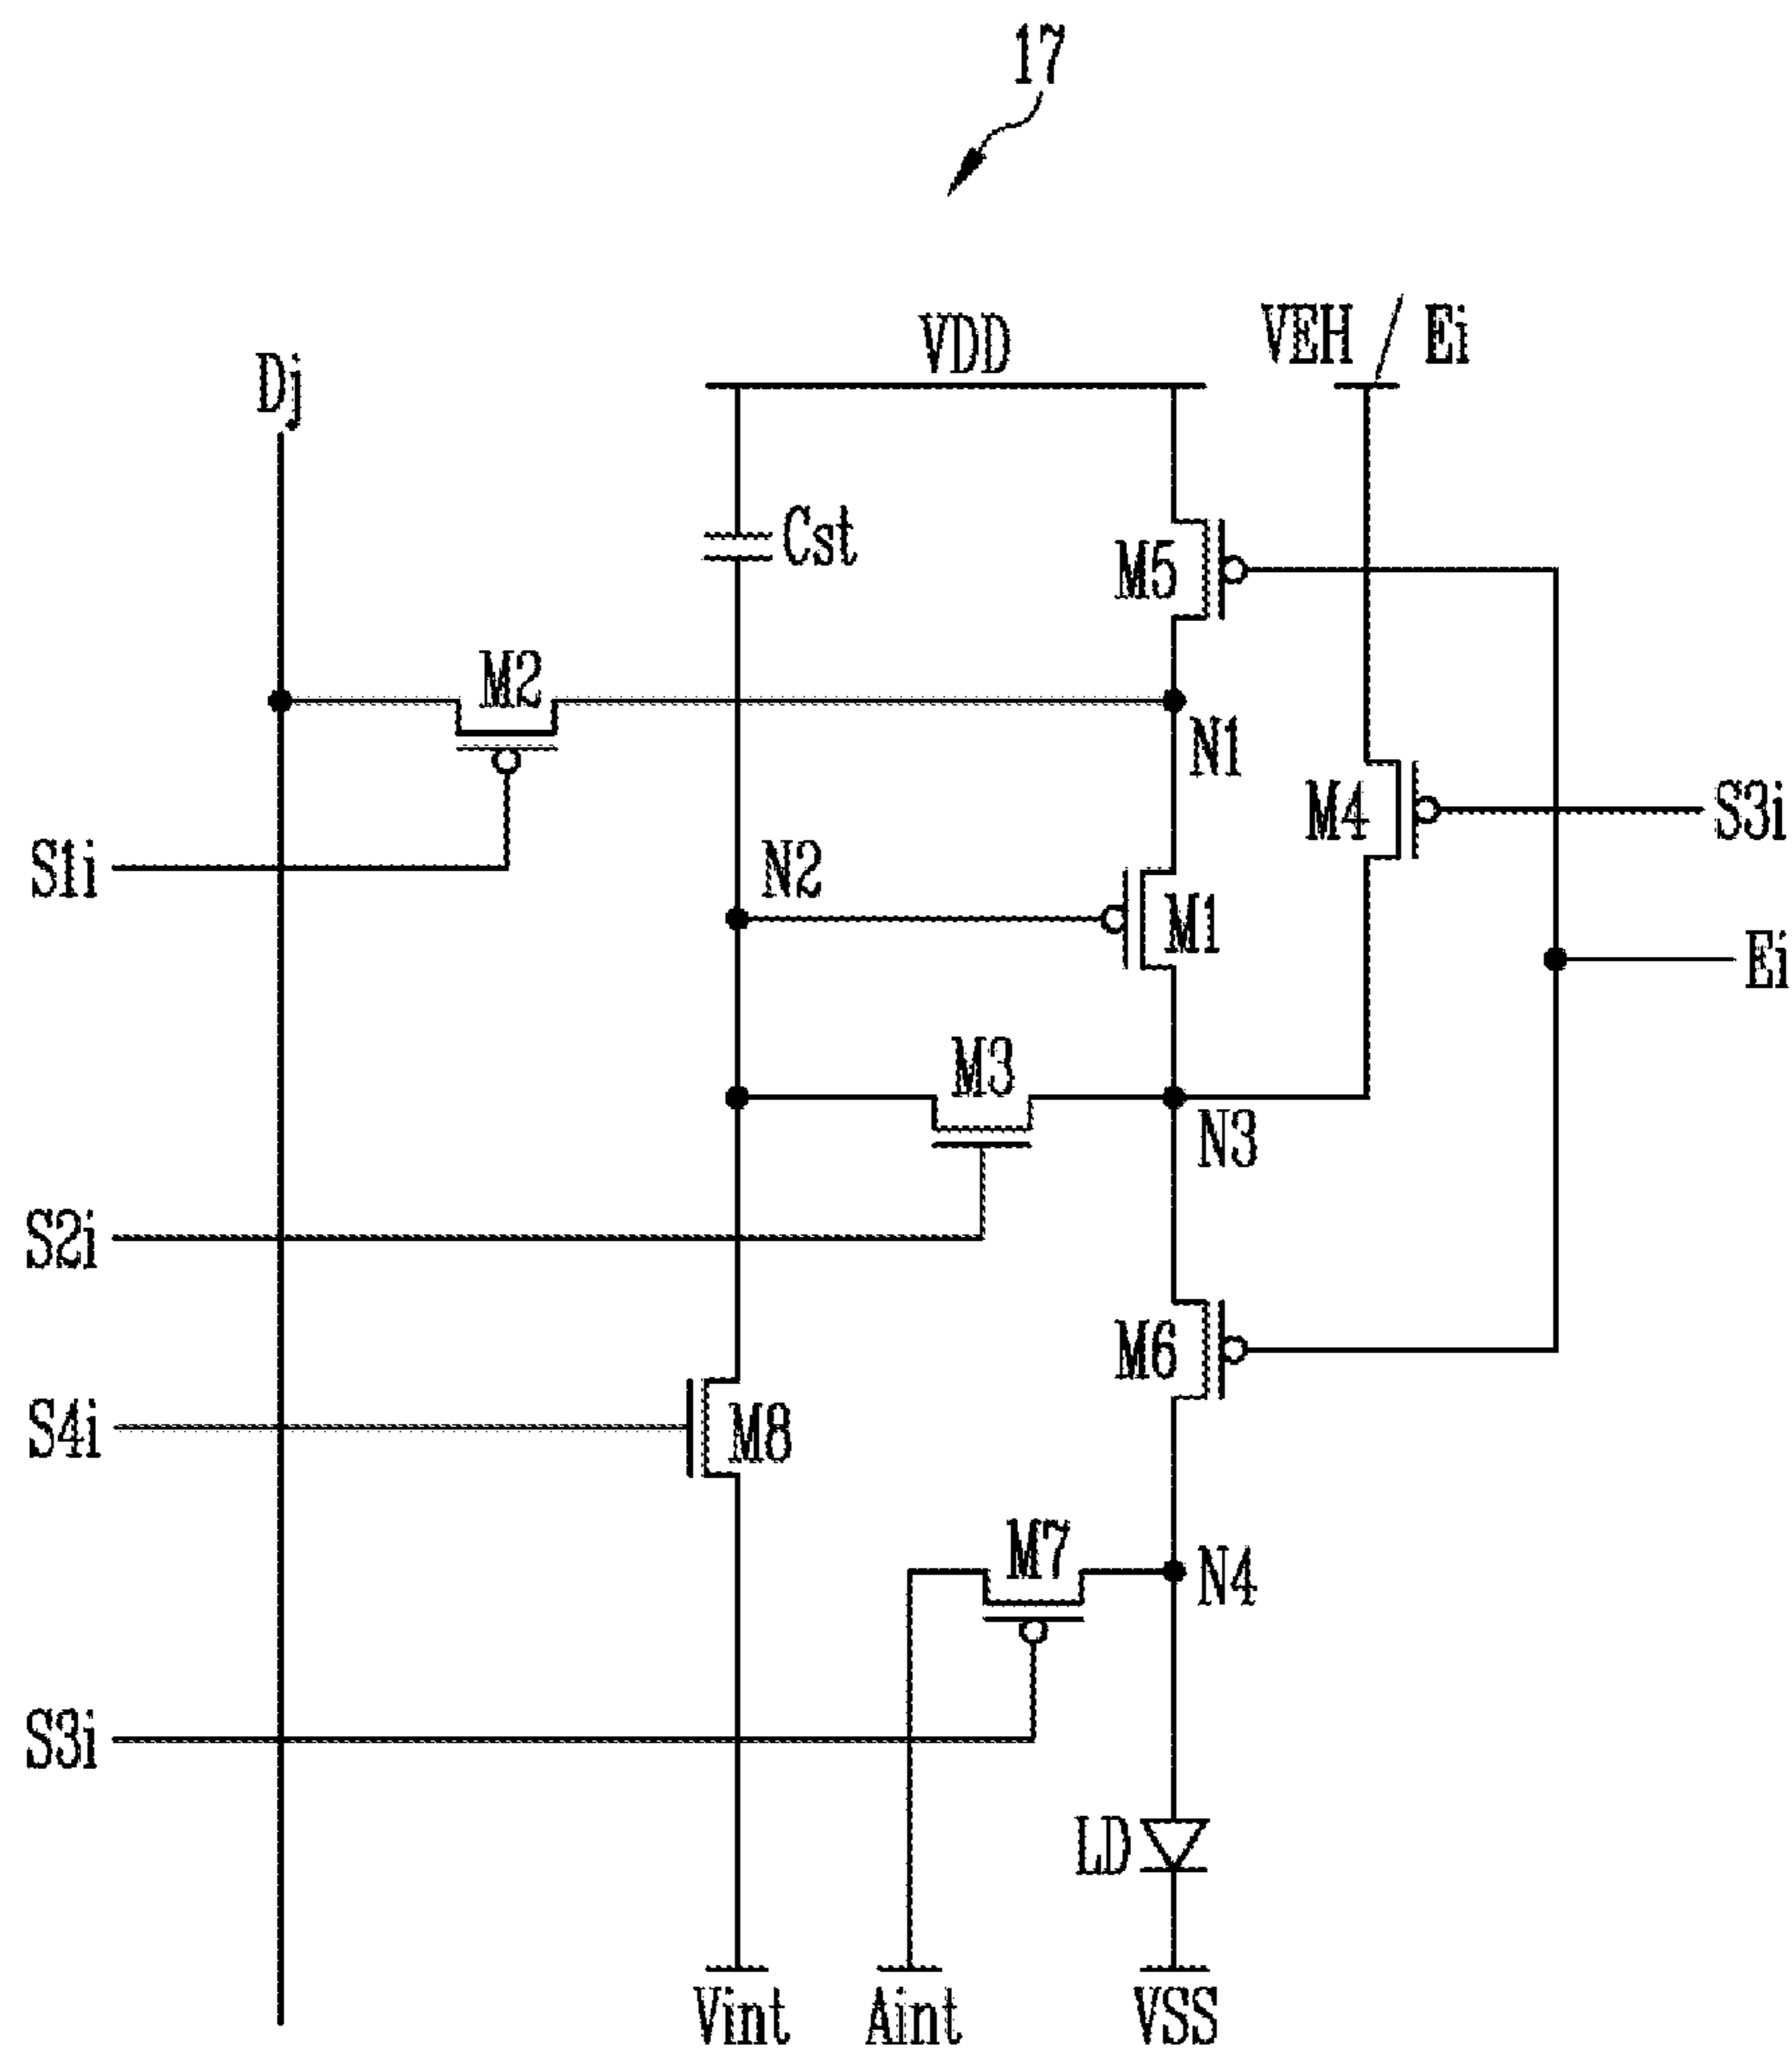 17
VDD
VEH / Ei
Dj
Cst
M5
M2
N1
M4
S3i
S1i
N2
M1
Ei
M3
N3
S2i
M6
S4i
M8
M7
N4
S3i
LD
Vint
Aint
VSS